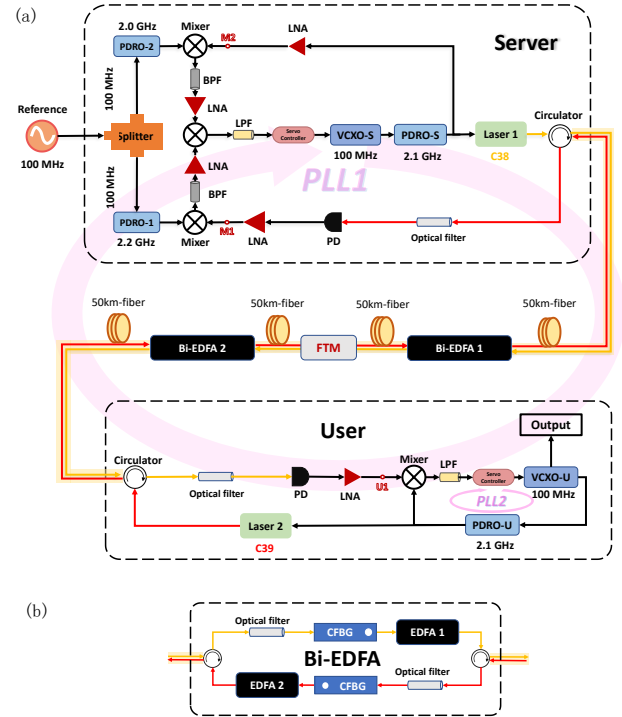 (a)
2.0 GHz
PDRO-2
Mixer
M2
LNA
Server
100 MHz
BPF
LNA
Reference
100 MHz
Splitter
LPF
Servo
Controller
VCXO-S
100 MHz
PDRO-S
2.1 GHz
Laser 1
C38
Circulator
LNA
PLL1
100 MHz
BPF
PDRO-1
2.2 GHz
Mixer
M1
LNA
PD
Optical filter
50km-fiber
50km-fiber
50km-fiber
50km-fiber
Bi-EDFA 2
FTM
Bi-EDFA 1
User
Output
Circulator
Optical filter
PD
LNA
U1
Mixer
LPF
Servo
Controller
VCXO-U
100 MHz
PLL2
Laser 2
C39
PDRO-U
2.1 GHz
(b)
Optical filter
CFBG
EDFA 1
Bi-EDFA
EDFA 2
CFBG
Optical filter